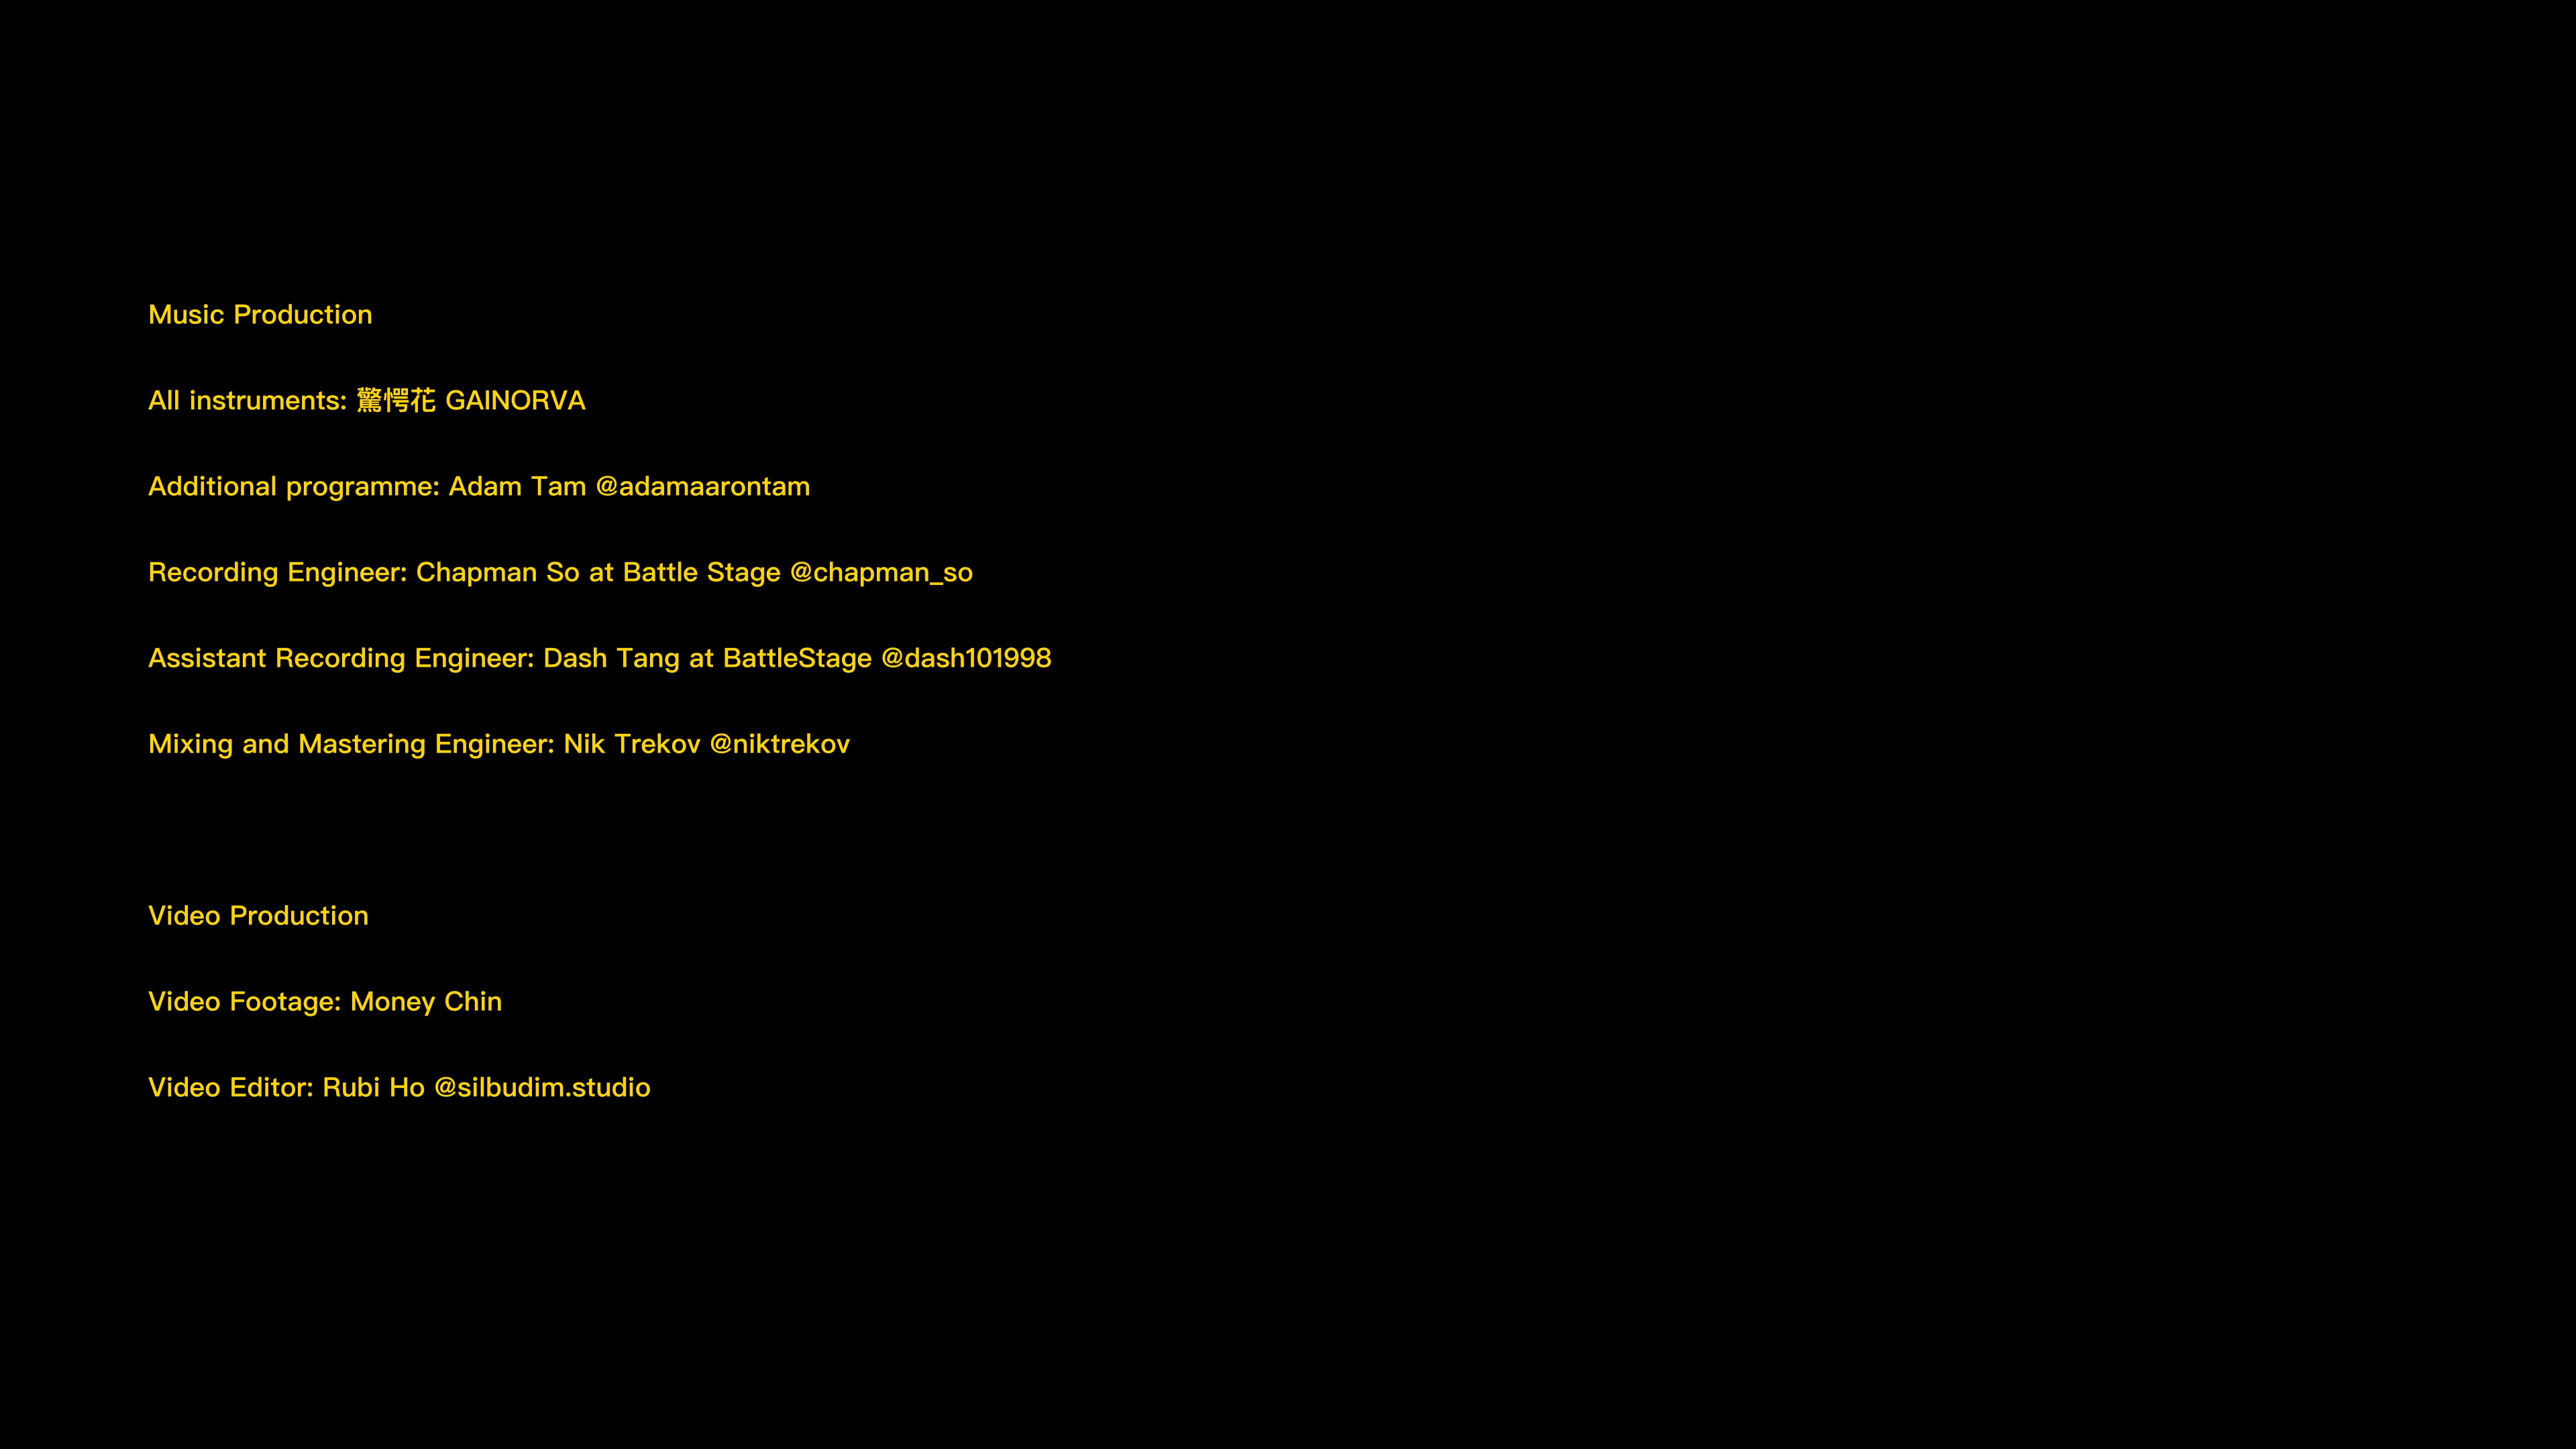 Music Production
All instruments: 驚愕花 GAINORVA
Additional programme: Adam Tam @adamaarontam
Recording Engineer: Chapman So at Battle Stage @chapman_so
Assistant Recording Engineer: Dash Tang at BattleStage @dash101998
Mixing and Mastering Engineer: Nik Trekov @niktrekov
Video Production
Video Footage: Money Chin
Video Editor: Rubi Ho @silbudim.studio